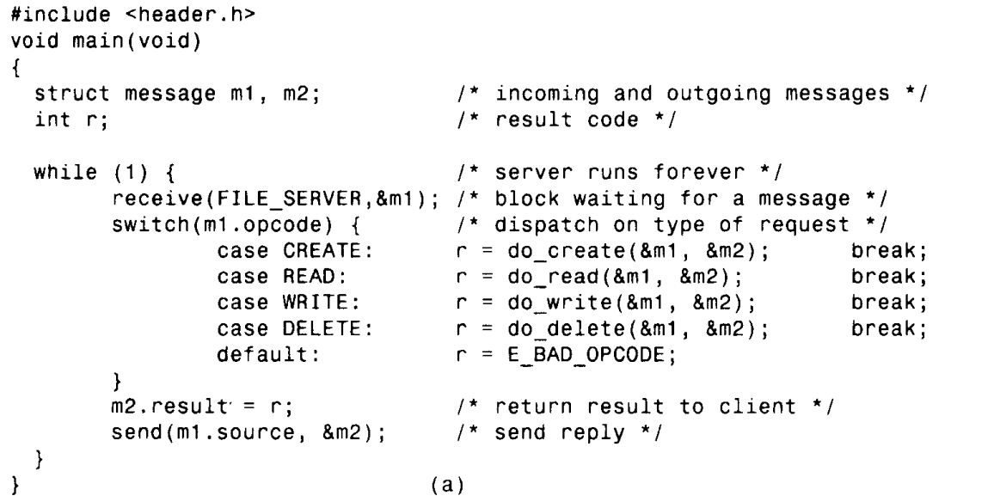 #include <header.h>
void main(void)
{
  struct message m1, m2;            /* incoming and outgoing messages */
  int r;                            /* result code */
  while (1) {                       /* server runs forever */
        receive(FILE_SERVER,&m1);   /* block waiting for a message */
        switch(m1.opcode) {         /* dispatch on type of request */
                case CREATE:        r = do_create(&m1, &m2);        break;
                case READ:          r = do_read(&m1, &m2);          break;
                case WRITE:         r = do_write(&m1, &m2);         break;
                case DELETE:        r = do_delete(&m1, &m2);        break;
                default:            r = E_BAD_OPCODE;
        }
        m2.result = r;              /* return result to client */
        send(m1.source, &m2);       /* send reply */
  }
}                                 (a)